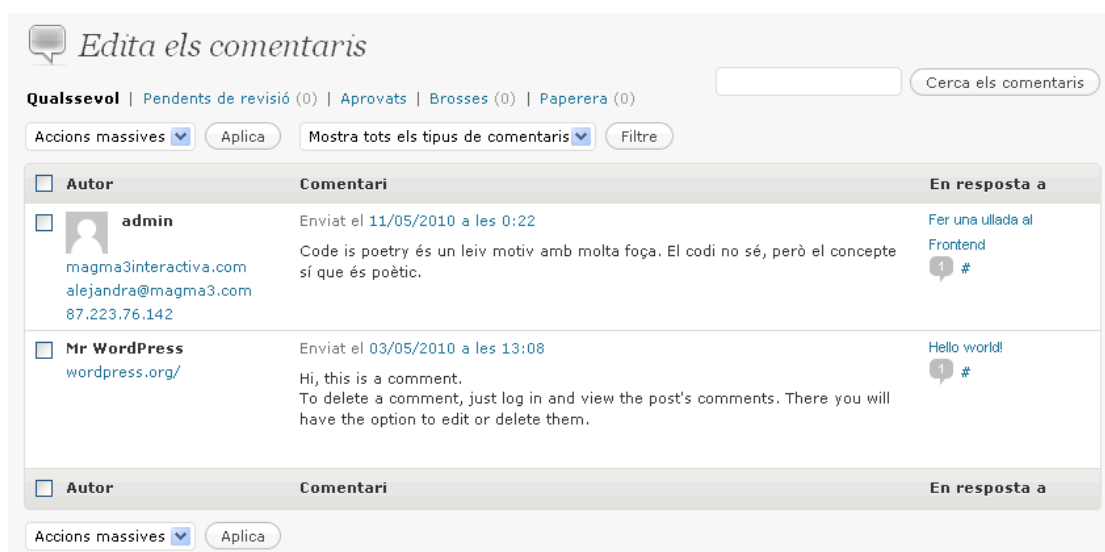 Edita els comentaris
Cerca els comentaris
Qualssevol | Pendents de revisió (0) | Aprovats | Brosses (0) | Paperera (0)
Accions massives Aplica Mostra tots els tipus de comentaris Filtre
Autor Comentari En resposta a
admin Enviat el 11/05/2010 a les 0:22 Fer una ullada al
Frontend
Code is poetry és un leiv motiv amb molta foça. El codi no sé, però el concepte
sí que és poètic.
1 #
magma3interactiva.com
alejandra@magma3.com
87.223.76.142
Mr WordPress Enviat el 03/05/2010 a les 13:08 Hello world!
wordpress.org/ 1 #
Hi, this is a comment.
To delete a comment, just log in and view the post's comments. There you will
have the option to edit or delete them.
Autor Comentari En resposta a
Accions massives Aplica